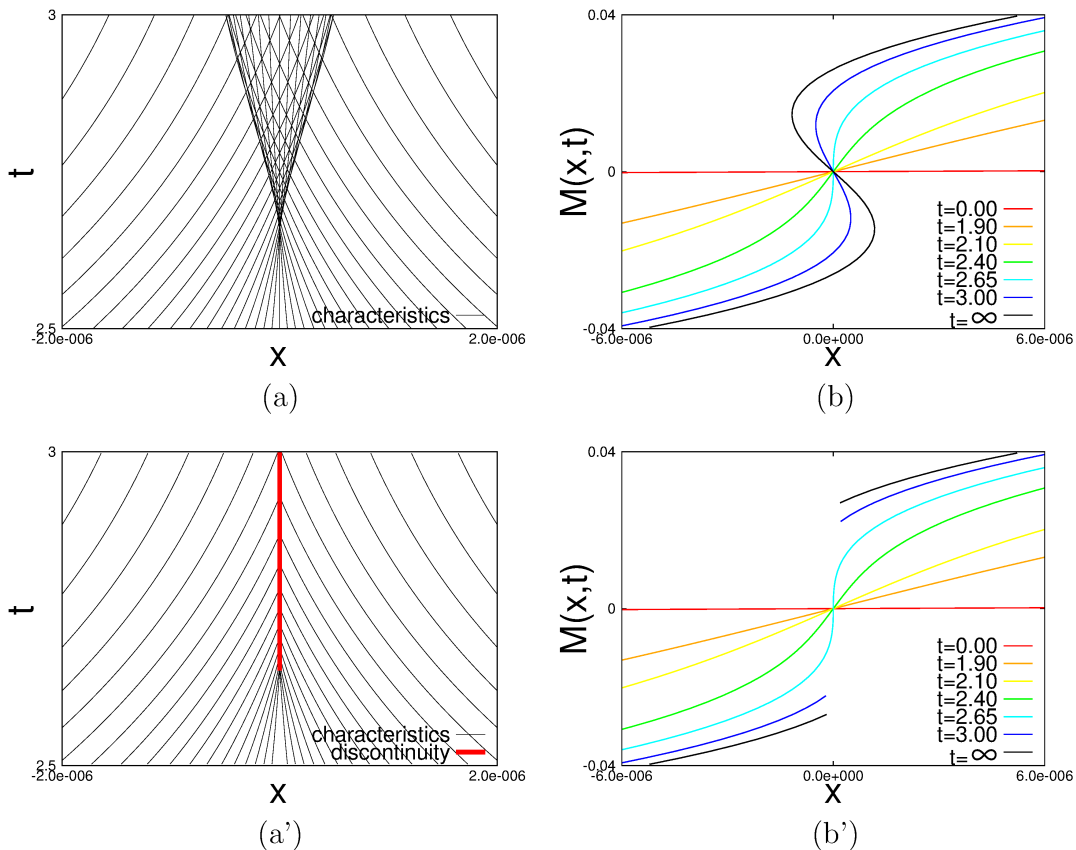 3
t
characteristics
2.5
-2.0e-006
2.0e-006
x
(a)
0.04
M(x,t)
0
t=0.00
t=1.90
t=2.10
t=2.40
t=2.65
t=3.00
t=∞
-0.04
-6.0e-006
0.0e+000
6.0e-006
x
(b)
3
t
characteristics
discontinuity
2.5
-2.0e-006
2.0e-006
x
(a')
0.04
M(x,t)
0
t=0.00
t=1.90
t=2.10
t=2.40
t=2.65
t=3.00
t=∞
-0.04
-6.0e-006
0.0e+000
6.0e-006
x
(b')